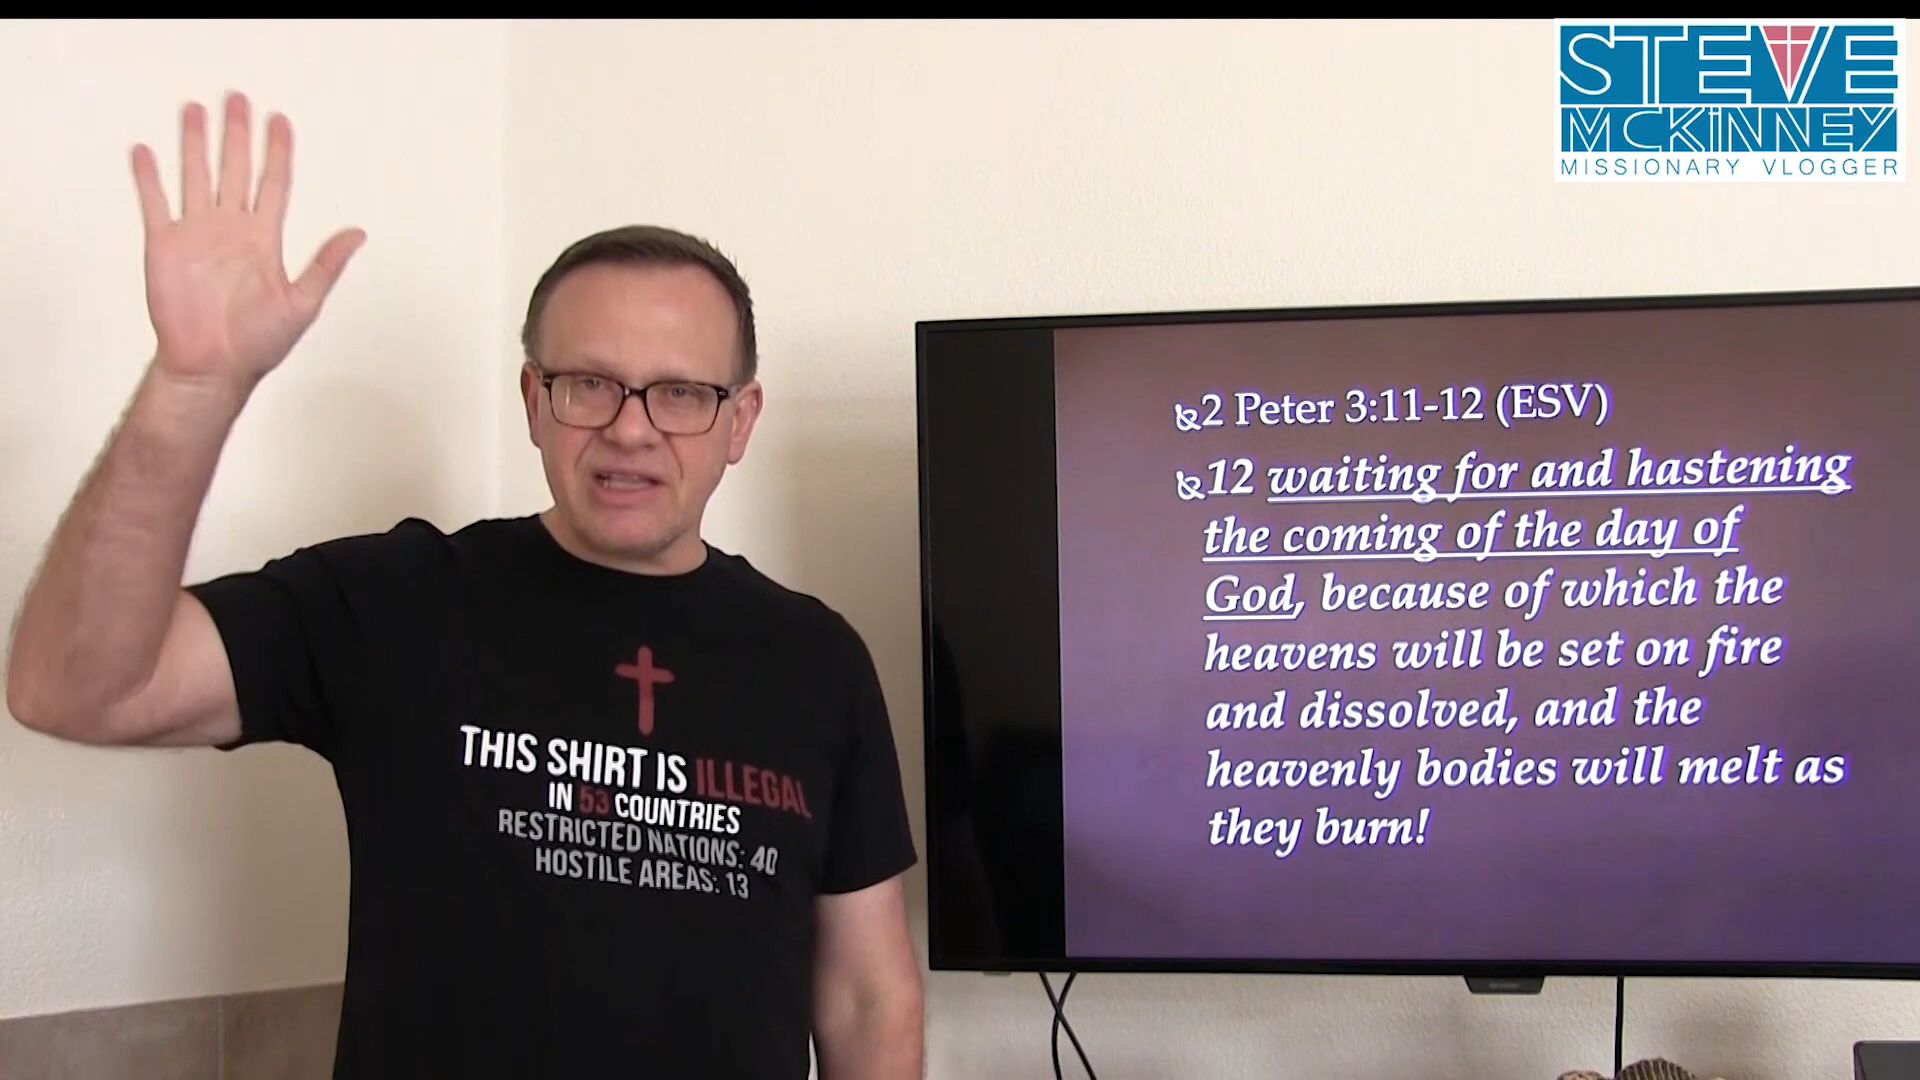 STEVE
MCKINNEY
MISSIONARY VLOGGER
2 Peter 3:11-12 (ESV)
12 waiting for and hastening
the coming of the day of
God, because of which the
heavens will be set on fire
and dissolved, and the
heavenly bodies will melt as
they burn!
THIS SHIRT IS ILLEGAL
IN 53 COUNTRIES
RESTRICTED NATIONS: 40
HOSTILE AREAS: 13